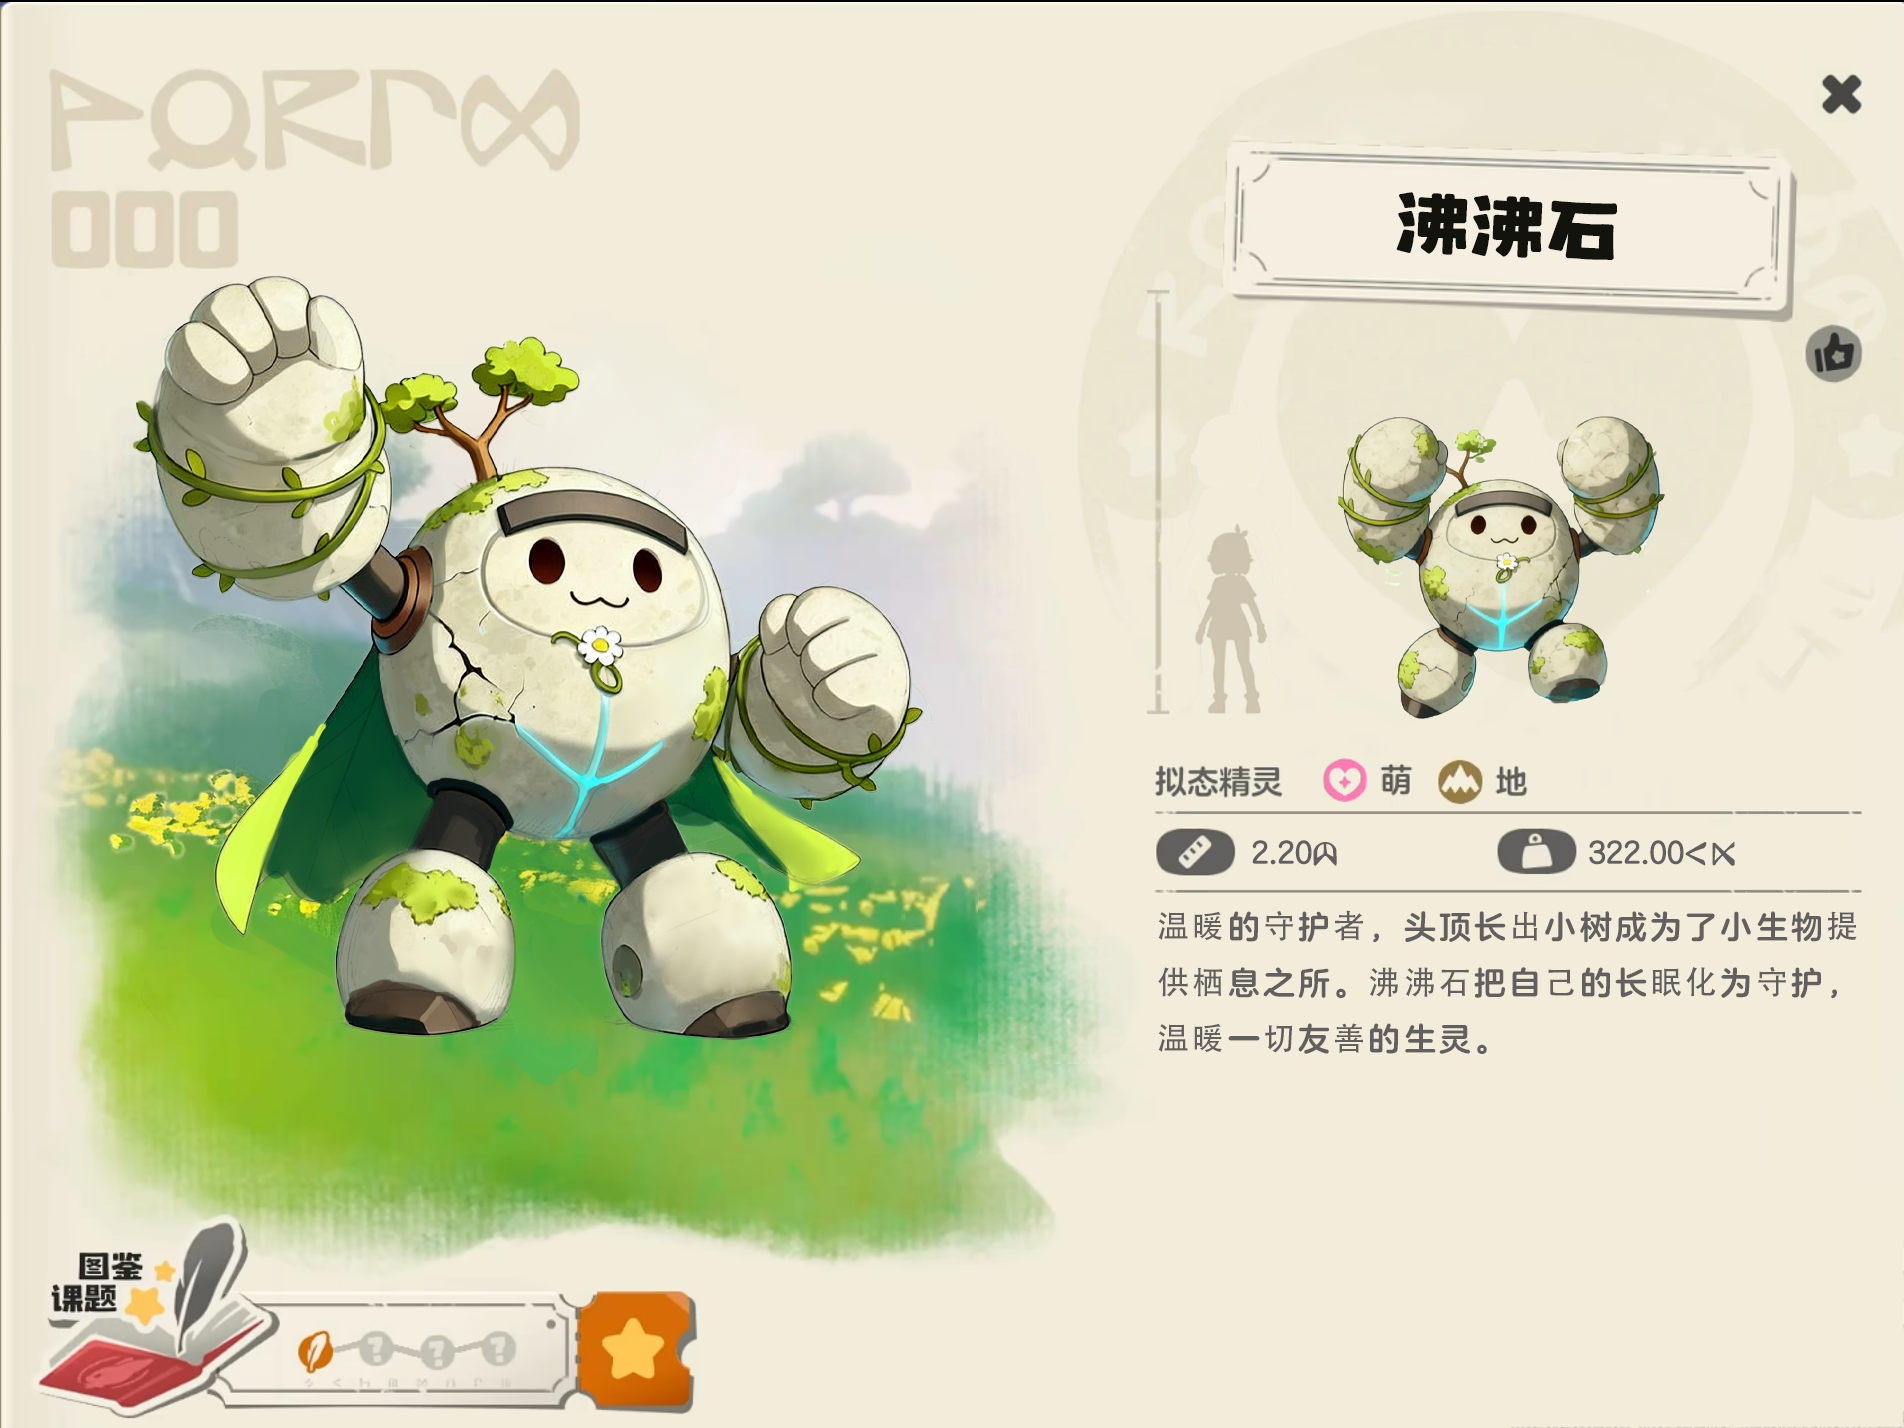 000
沸沸石
拟态精灵 萌 地
2.20
322.00
温暖的守护者，头顶长出小树成为了小生物提
供栖息之所。沸沸石把自己的长眠化为守护，
温暖一切友善的生灵。
图鉴
课题
? ? ?